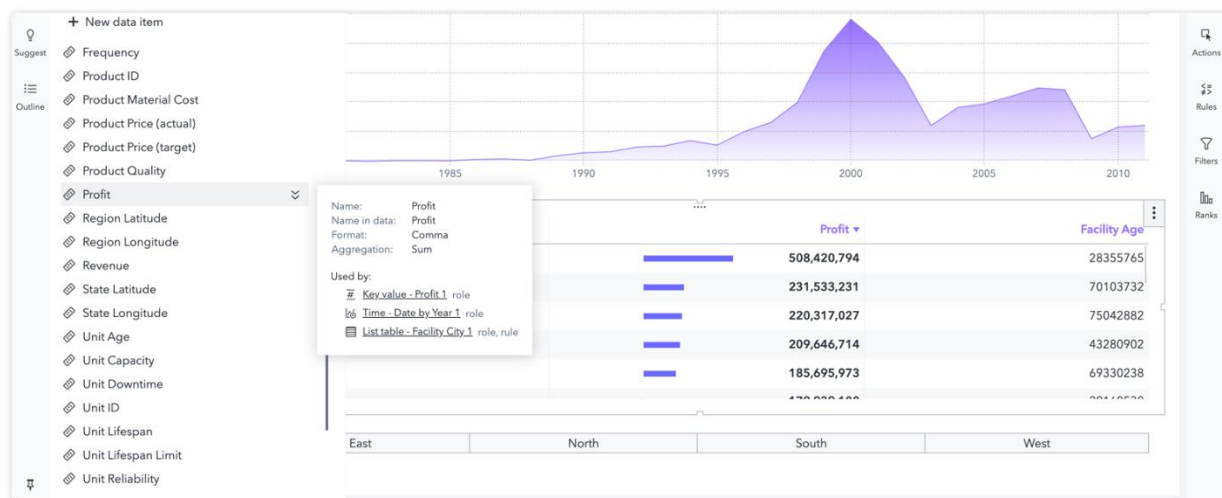 Suggest
Outline
+ New data item
Frequency
Product ID
Product Material Cost
Product Price (actual)
Product Price (target)
Product Quality
Profit
Region Latitude
Region Longitude
Revenue
State Latitude
State Longitude
Unit Age
Unit Capacity
Unit Downtime
Unit ID
Unit Lifespan
Unit Lifespan Limit
Unit Reliability
1985 1990 1995 2000 2005 2010
Name: Profit
Name in data: Profit
Format: Comma
Aggregation: Sum
Used by:
Key value - Profit 1 role
Time - Date by Year 1 role
List table - Facility City 1 role, rule
Profit Facility Age
508,420,794 28355765
231,533,231 70103732
220,317,027 75042882
209,646,714 43280902
185,695,973 69330238
East North South West
Actions
Rules
Filters
Ranks